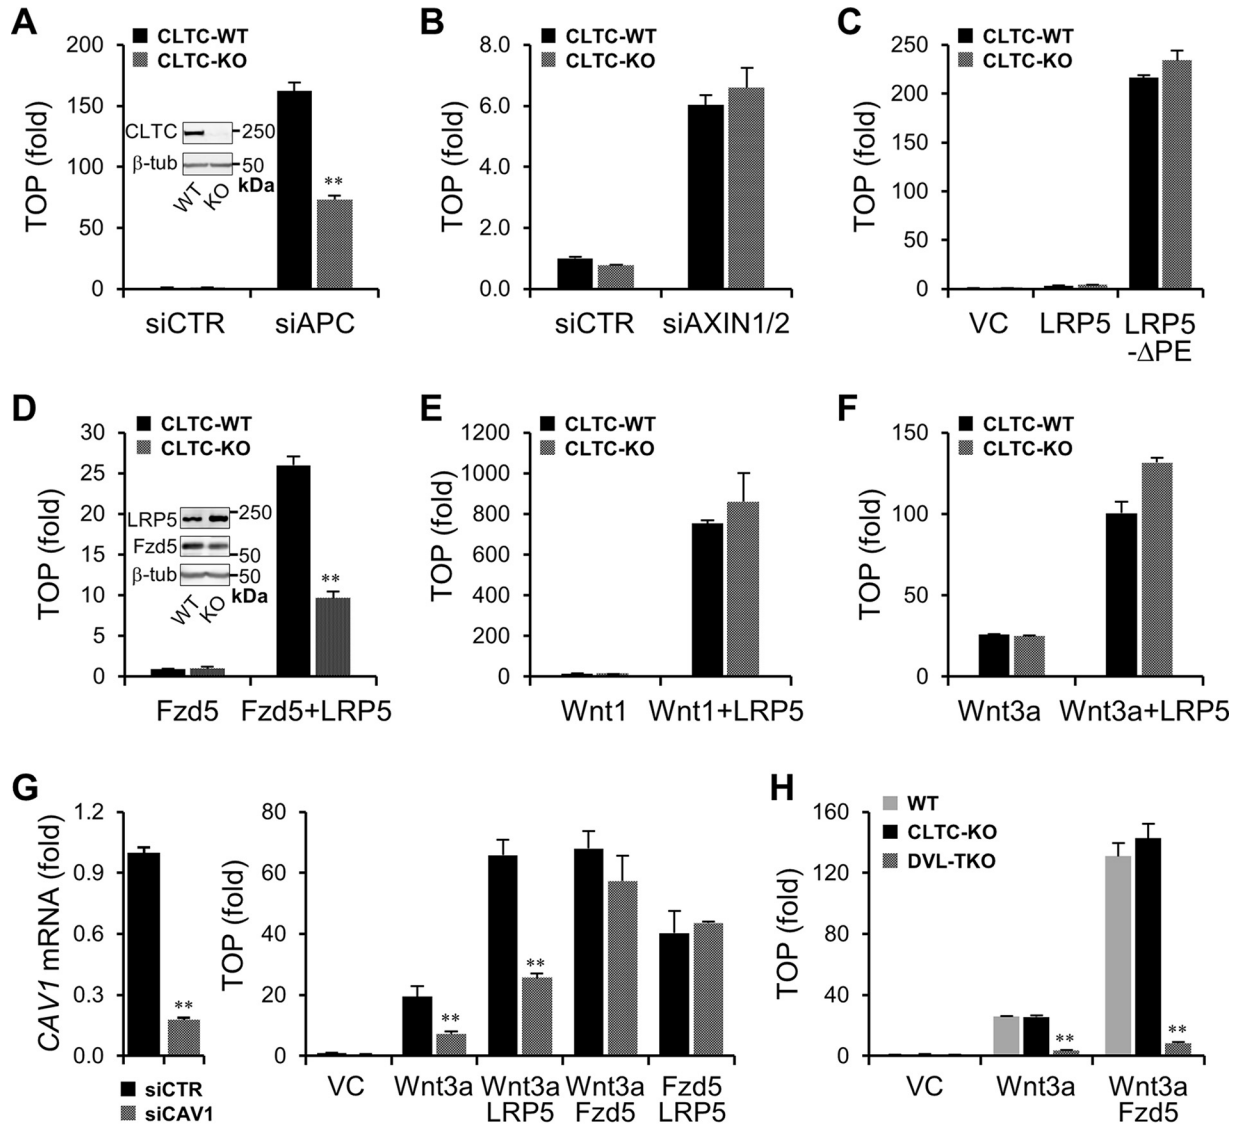 A
CLTC-WT
CLTC-KO
TOP (fold)
200
150
100
50
0
CLTC
250
β-tub
50
kDa
WT
KO
**
siCTR
siAPC
B
CLTC-WT
CLTC-KO
TOP (fold)
8.0
6.0
4.0
2.0
0.0
siCTR
siAXIN1/2
C
CLTC-WT
CLTC-KO
TOP (fold)
250
200
150
100
50
0
VC
LRP5
LRP5
-ΔPE
D
CLTC-WT
CLTC-KO
TOP (fold)
30
25
20
15
10
5
0
LRP5
250
Fzd5
50
β-tub
50
kDa
WT
KO
**
Fzd5
Fzd5+LRP5
E
CLTC-WT
CLTC-KO
TOP (fold)
1200
1000
800
600
400
200
0
Wnt1
Wnt1+LRP5
F
CLTC-WT
CLTC-KO
TOP (fold)
150
100
50
0
Wnt3a
Wnt3a+LRP5
G
CAV1 mRNA (fold)
1.2
0.9
0.6
0.3
0.0
**
siCTR
siCAV1
TOP (fold)
80
60
40
20
0
**
**
VC
Wnt3a
Wnt3a
LRP5
Wnt3a
Fzd5
Fzd5
LRP5
H
WT
CLTC-KO
DVL-TKO
TOP (fold)
160
120
80
40
0
**
**
VC
Wnt3a
Wnt3a
Fzd5